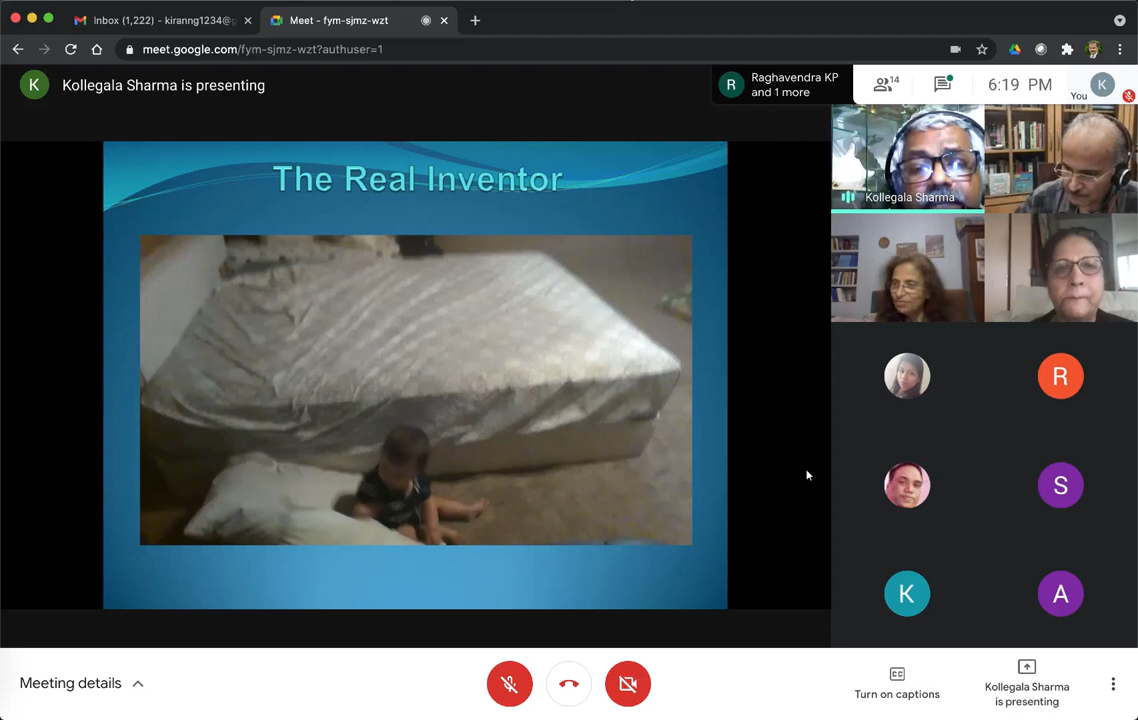 Inbox (1,222) - kiranng1234@g
Meet - fym-sjmz-wzt
meet.google.com/fym-sjmz-wzt?authuser=1
K
Kollegala Sharma is presenting
R
Raghavendra KP
and 1 more
14
6:19 PM
You
K
The Real Inventor
Kollegala Sharma
R
S
K
A
Meeting details
CC
Turn on captions
Kollegala Sharma
is presenting